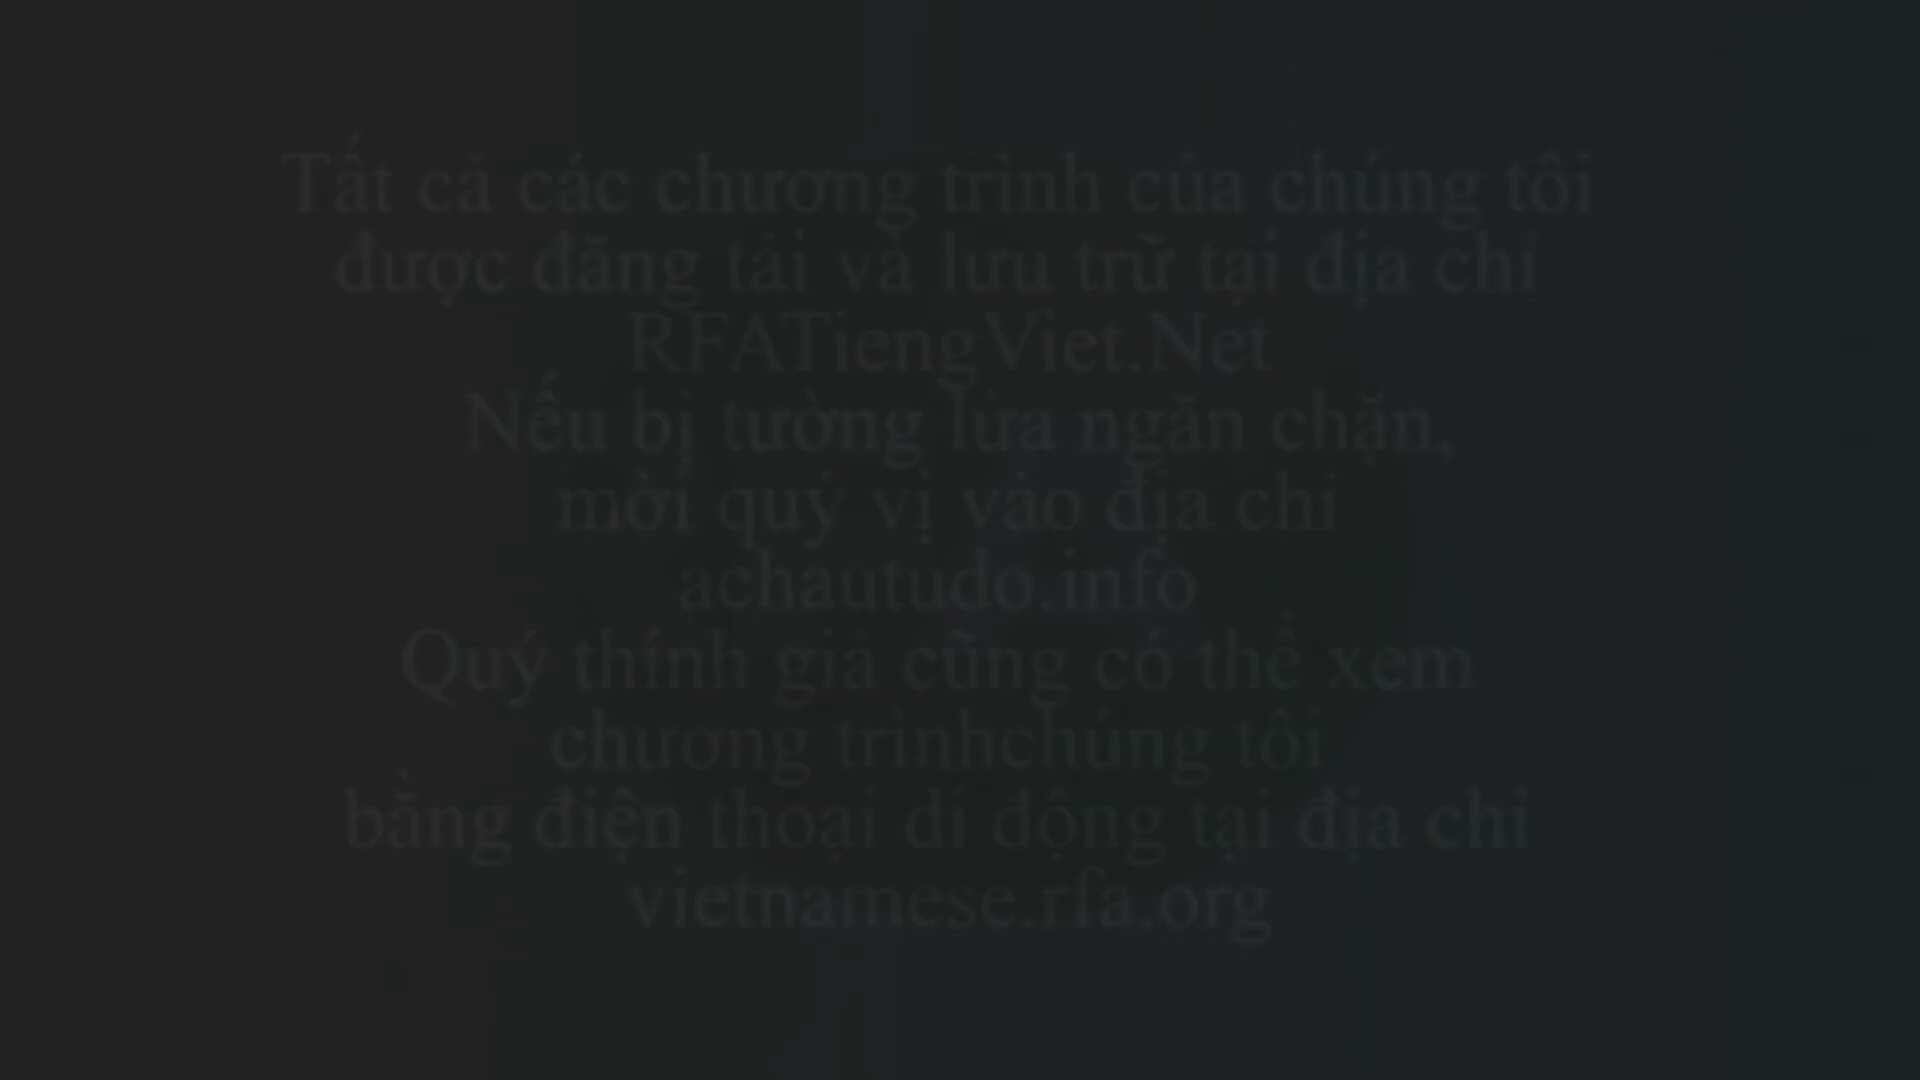 Tất cả các chương trình của chúng tôi
được đăng tải và lưu trữ tại địa chỉ
RFATiengViet.Net
Nếu bị tường lửa ngăn chặn,
mời quý vị vào địa chỉ
achautudo.info
Quý thính giả cũng có thể xem
chương trìnhchúng tôi
bằng điện thoại di động tại địa chỉ
vietnamese.rfa.org